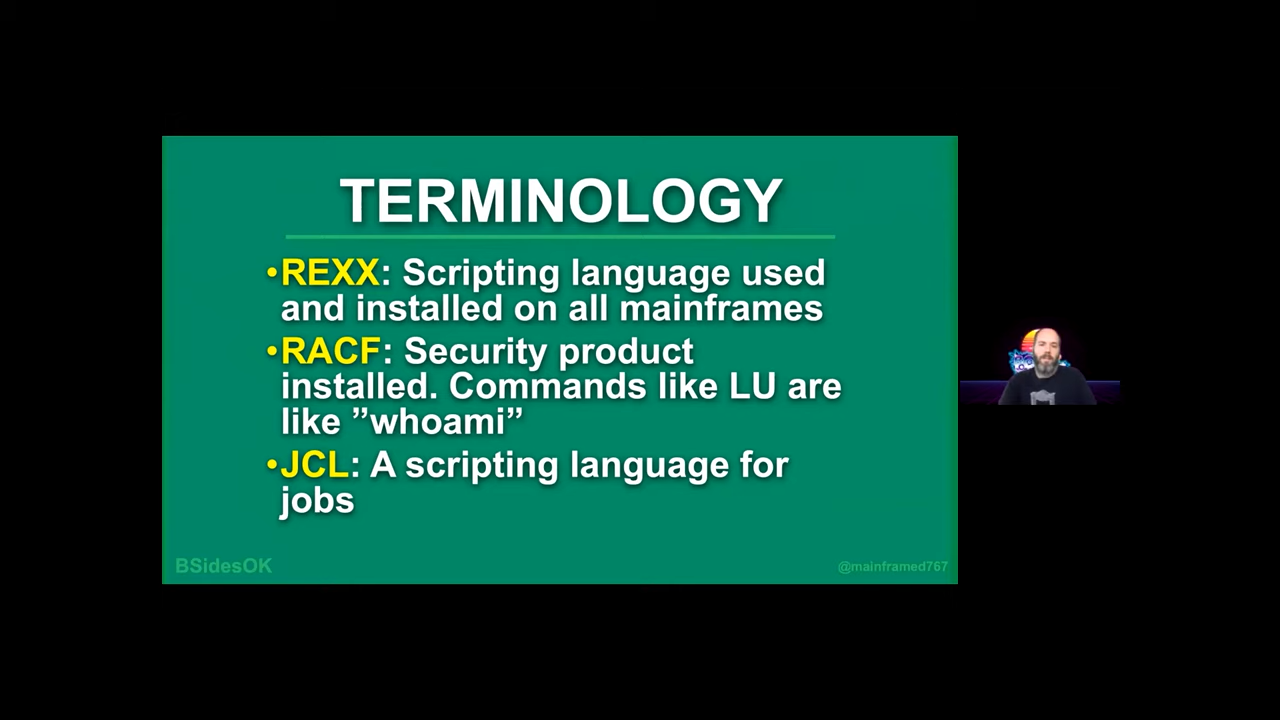 TERMINOLOGY
•REXX: Scripting language used
and installed on all mainframes
•RACF: Security product
installed. Commands like LU are
like ”whoami”
•JCL: A scripting language for
jobs
BSidesOK
@mainframed767